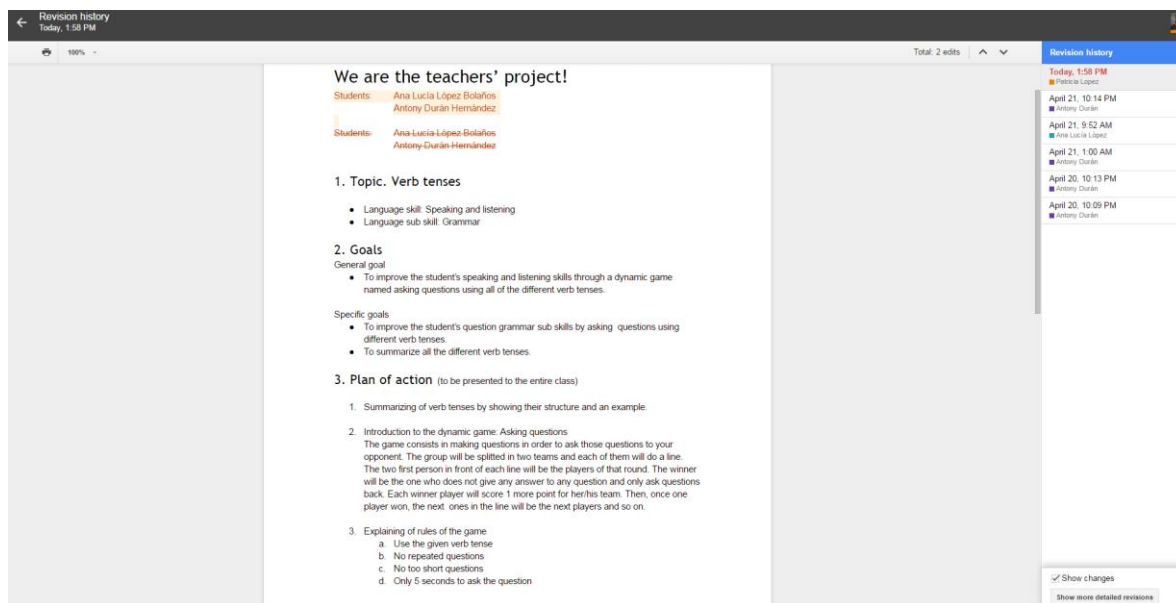 Revision history
Today, 1:58 PM
100%
Total: 2 edits
We are the teachers' project!
Students: Ana Lucía López Bolaños
Antony Durán Hernández
Students: Ana Lucía López Bolaños
Antony Durán Hernández
1. Topic. Verb tenses
● Language skill: Speaking and listening
● Language sub skill: Grammar
2. Goals
General goal
● To improve the student's speaking and listening skills through a dynamic game
named asking questions using all of the different verb tenses.
Specific goals
● To improve the student's question grammar sub skills by asking questions using
different verb tenses.
● To summarize all the different verb tenses.
3. Plan of action (to be presented to the entire class)
1. Summarizing of verb tenses by showing their structure and an example.
2. Introduction to the dynamic game: Asking questions
The game consists in making questions in order to ask those questions to your
opponent. The group will be splitted in two teams and each of them will do a line.
The two first person in front of each line will be the players of that round. The winner
will be the one who does not give any answer to any question and only ask questions
back. Each winner player will score 1 more point for her/his team. Then, once one
player won, the next ones in the line will be the next players and so on.
3. Explaining of rules of the game
a. Use the given verb tense
b. No repeated questions
c. No too short questions
d. Only 5 seconds to ask the question
Revision history
Today, 1:58 PM
Patricia Lopez
April 21, 10:14 PM
Antony Durán
April 21, 9:52 AM
Ana Lucía López
April 21, 1:00 AM
Antony Durán
April 20, 10:13 PM
Antony Durán
April 20, 10:09 PM
Antony Durán
Show changes
Show more detailed revisions